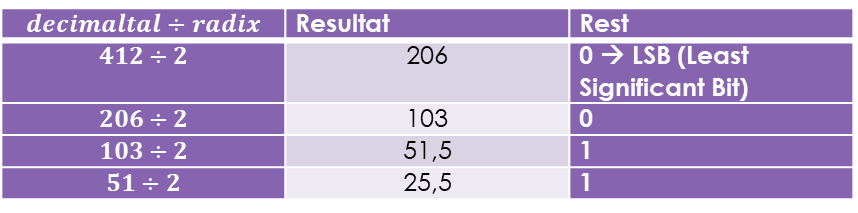 decimaltal ÷ radix Resultat Rest
412 ÷ 2 206 0 → LSB (Least
Significant Bit)
206 ÷ 2 103 0
103 ÷ 2 51,5 1
51 ÷ 2 25,5 1